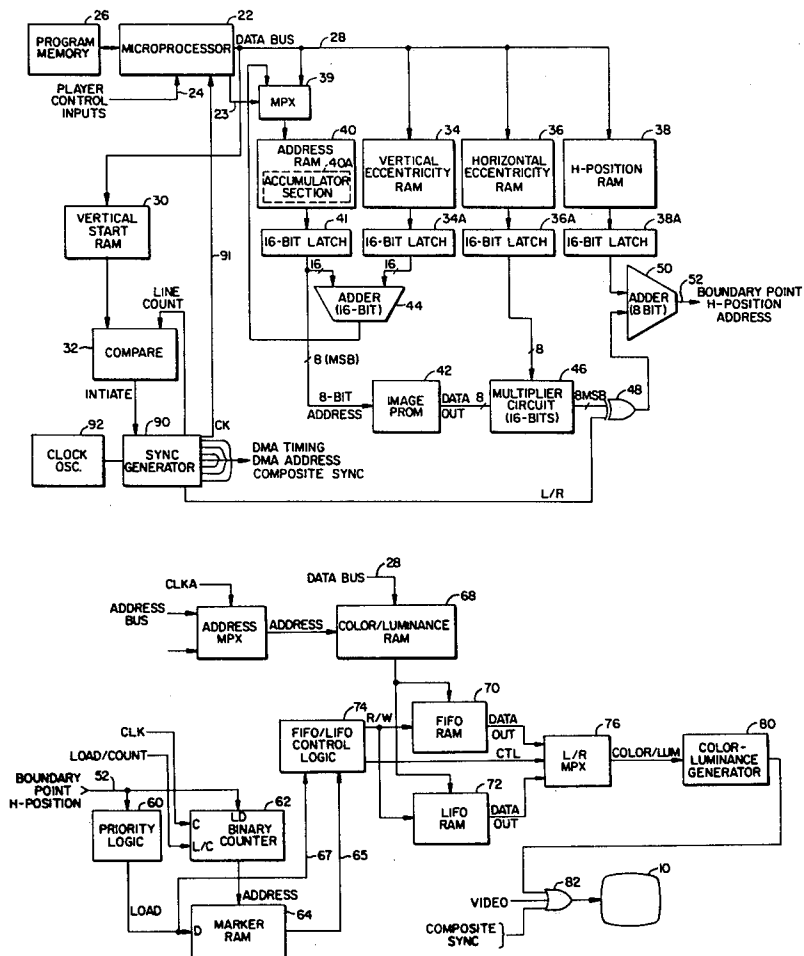 26
PROGRAM
MEMORY
22
MICROPROCESSOR
DATA BUS
28
PLAYER
CONTROL
INPUTS
24
23
39
MPX
40
ADDRESS
RAM
40A
ACCUMULATOR
SECTION
34
VERTICAL
ECCENTRICITY
RAM
36
HORIZONTAL
ECCENTRICITY
RAM
38
H-POSITION
RAM
30
VERTICAL
START
RAM
91
41
16-BIT LATCH
34A
16-BIT LATCH
36A
16-BIT LATCH
38A
16-BIT LATCH
16
16
ADDER
(16-BIT)
44
50
ADDER
(8 BIT)
52
BOUNDARY POINT
H-POSITION
ADDRESS
LINE
COUNT
32
COMPARE
8 (MSB)
8
INTIATE
8-BIT
ADDRESS
42
IMAGE
PROM
DATA
OUT
8
46
MULTIPLIER
CIRCUIT
(16-BITS)
8MSB
48
92
CLOCK
OSC.
90
SYNC
GENERATOR
CK
DMA TIMING
DMA ADDRESS
COMPOSITE SYNC
L/R
CLKA
DATA BUS
28
68
ADDRESS
BUS
ADDRESS
MPX
ADDRESS
COLOR/LUMINANCE
RAM
CLK
LOAD/COUNT
74
FIFO/LIFO
CONTROL
LOGIC
R/W
70
FIFO
RAM
DATA
OUT
CTL
76
L/R
MPX
COLOR/LUM
80
COLOR-
LUMINANCE
GENERATOR
BOUNDARY
POINT
H-POSITION
52
60
PRIORITY
LOGIC
62
LD
C
BINARY
COUNTER
L/C
72
LIFO
RAM
DATA
OUT
67
65
LOAD
ADDRESS
D
MARKER
RAM
64
VIDEO
82
10
COMPOSITE
SYNC